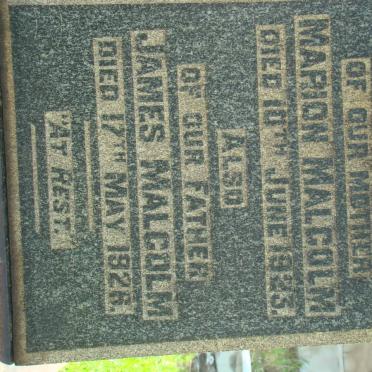 OF OUR MOTHER
MARION MALCOLM
DIED 10TH JUNE 1923.
ALSO
OF OUR FATHER
JAMES MALCOLM
DIED 17TH MAY 1926.
"AT REST."